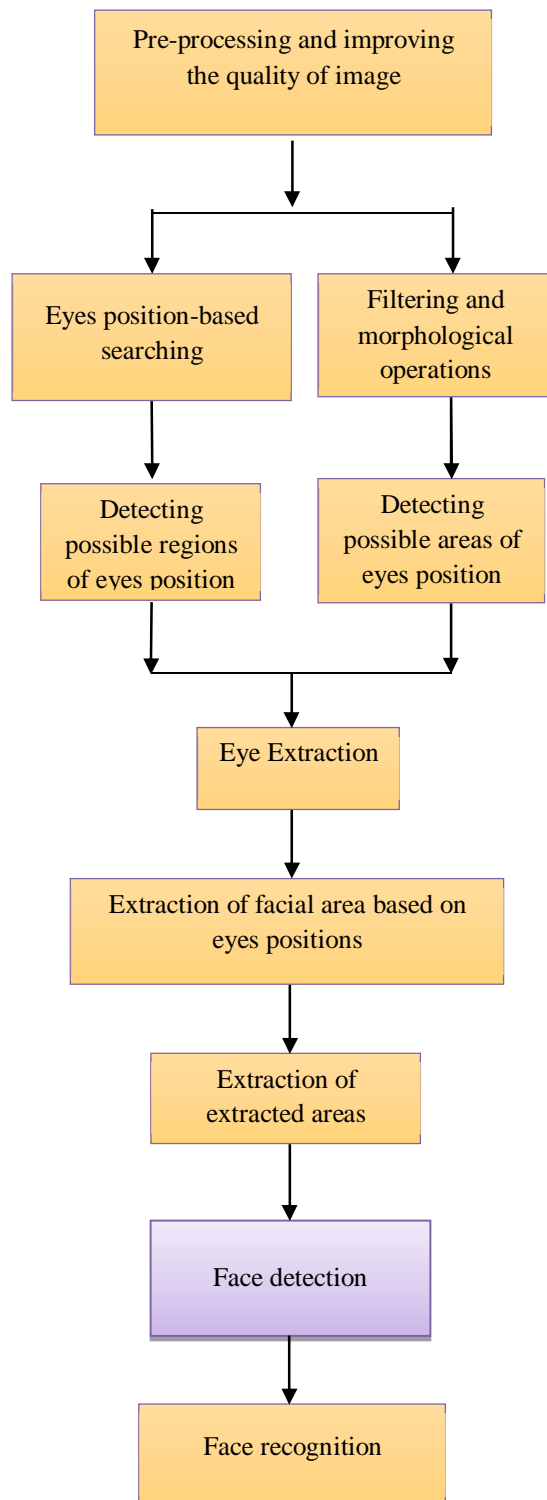 Pre-processing and improving
the quality of image
Eyes position-based
searching
Filtering and
morphological
operations
Detecting
possible regions
of eyes position
Detecting
possible areas of
eyes position
Eye Extraction
Extraction of facial area based on
eyes positions
Extraction of
extracted areas
Face detection
Face recognition